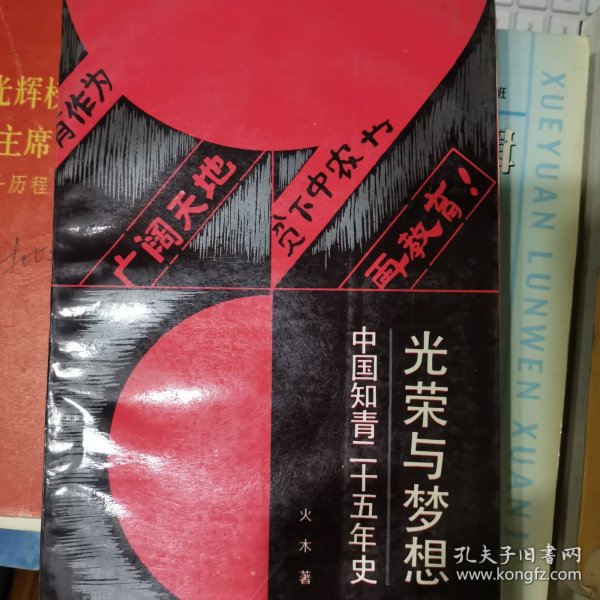 有作为
广阔天地
贫下中农
再教育!
光荣与梦想
中国知青二十五年史
火木 著
光辉
主席
历程
班
XUEYUAN LUNWEN XUANJ
孔夫子旧书网
www.kongfz.com